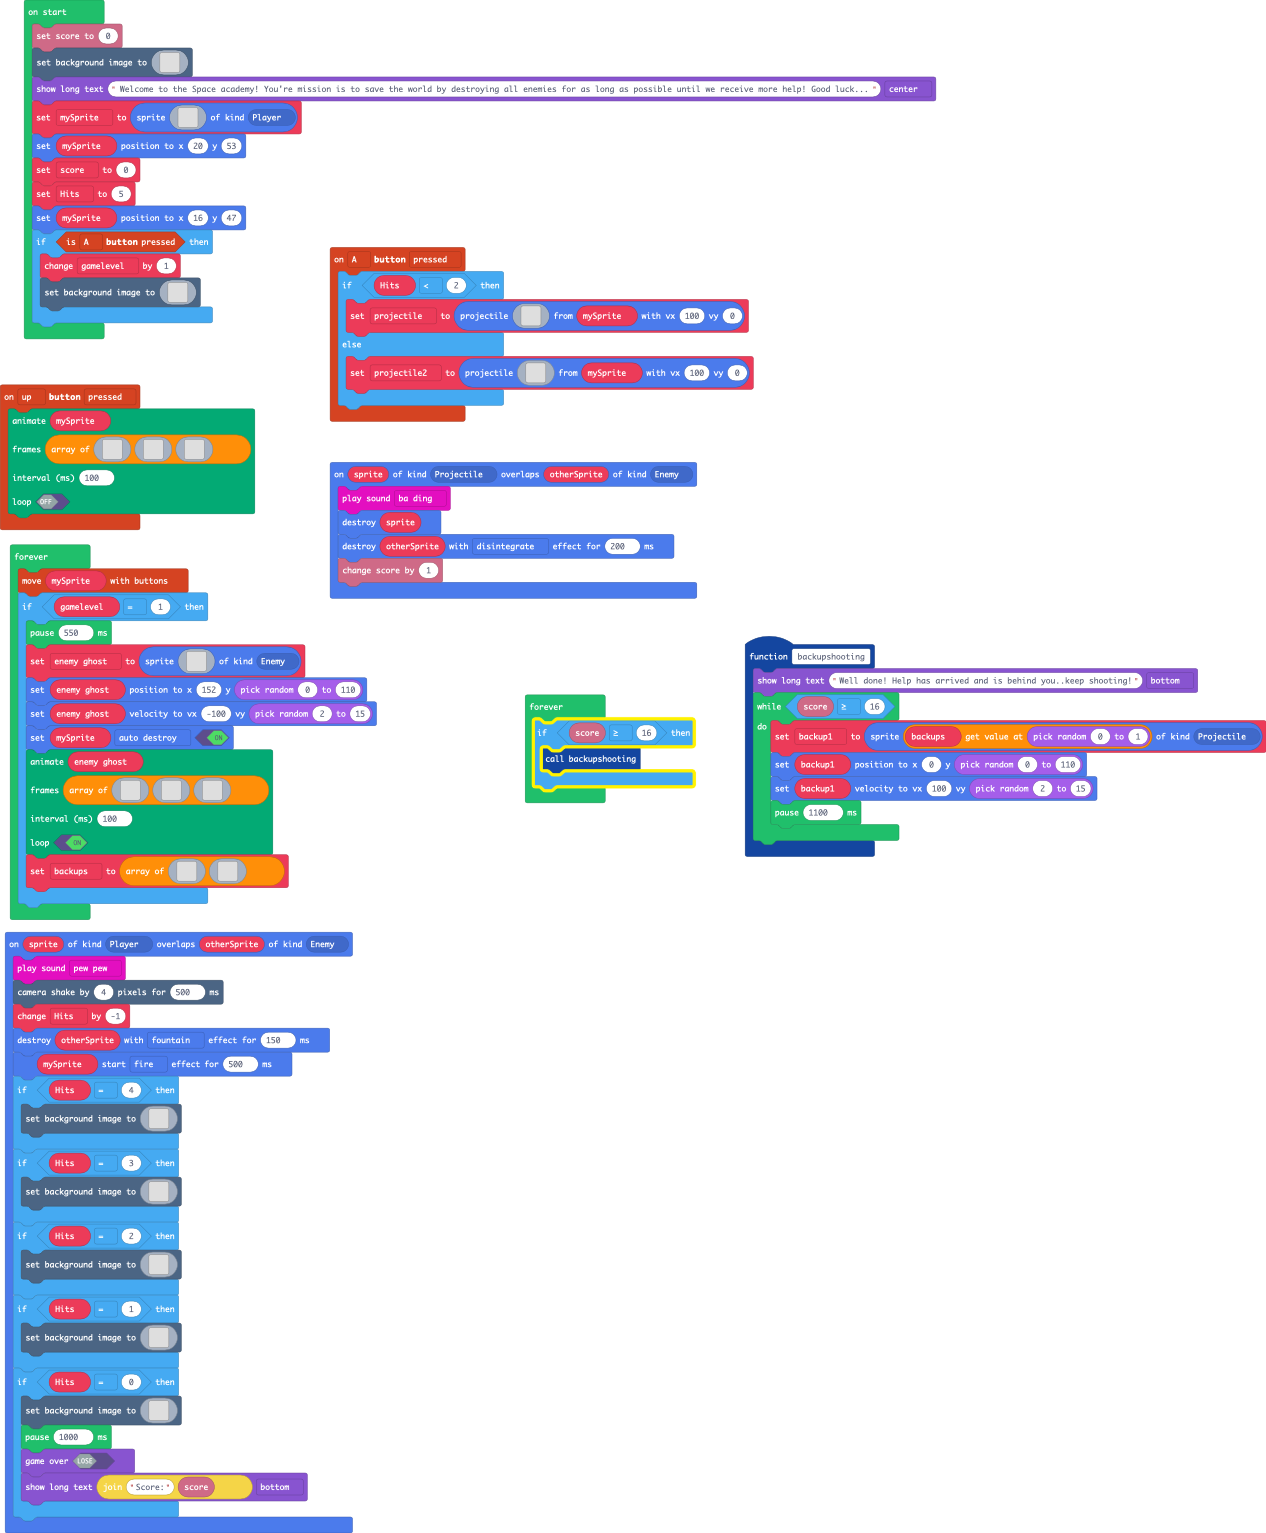 on start
set score to 0
set background image to
show long text " Welcome to the Space academy! You're mission is to save the world by destroying all enemies for as long as possible until we receive more help! Good luck... " center
set mySprite to sprite of kind Player
set mySprite position to x 20 y 53
set score to 0
set Hits to 5
set mySprite position to x 16 y 47
if is A button pressed then
change gamelevel by 1
set background image to
on A button pressed
if Hits < 2 then
set projectile to projectile from mySprite with vx 100 vy 0
else
set projectile2 to projectile from mySprite with vx 100 vy 0
on up button pressed
animate mySprite
frames array of
interval (ms) 100
loop OFF
on sprite of kind Projectile overlaps otherSprite of kind Enemy
play sound ba ding
destroy sprite
destroy otherSprite with disintegrate effect for 200 ms
change score by 1
forever
move mySprite with buttons
if gamelevel = 1 then
pause 550 ms
set enemy ghost to sprite of kind Enemy
set enemy ghost position to x 152 y pick random 0 to 110
set enemy ghost velocity to vx -100 vy pick random 2 to 15
set mySprite auto destroy ON
animate enemy ghost
frames array of
interval (ms) 100
loop ON
set backups to array of
forever
if score ≥ 16 then
call backupshooting
function backupshooting
show long text "Well done! Help has arrived and is behind you..keep shooting!" bottom
while score ≥ 16
do set backup1 to sprite backups get value at pick random 0 to 1 of kind Projectile
set backup1 position to x 0 y pick random 0 to 110
set backup1 velocity to vx 100 vy pick random 2 to 15
pause 1100 ms
on sprite of kind Player overlaps otherSprite of kind Enemy
play sound pew pew
camera shake by 4 pixels for 500 ms
change Hits by -1
destroy otherSprite with fountain effect for 150 ms
mySprite start fire effect for 500 ms
if Hits = 4 then
set background image to
if Hits = 3 then
set background image to
if Hits = 2 then
set background image to
if Hits = 1 then
set background image to
if Hits = 0 then
set background image to
pause 1000 ms
game over LOSE
show long text join "Score:" score bottom